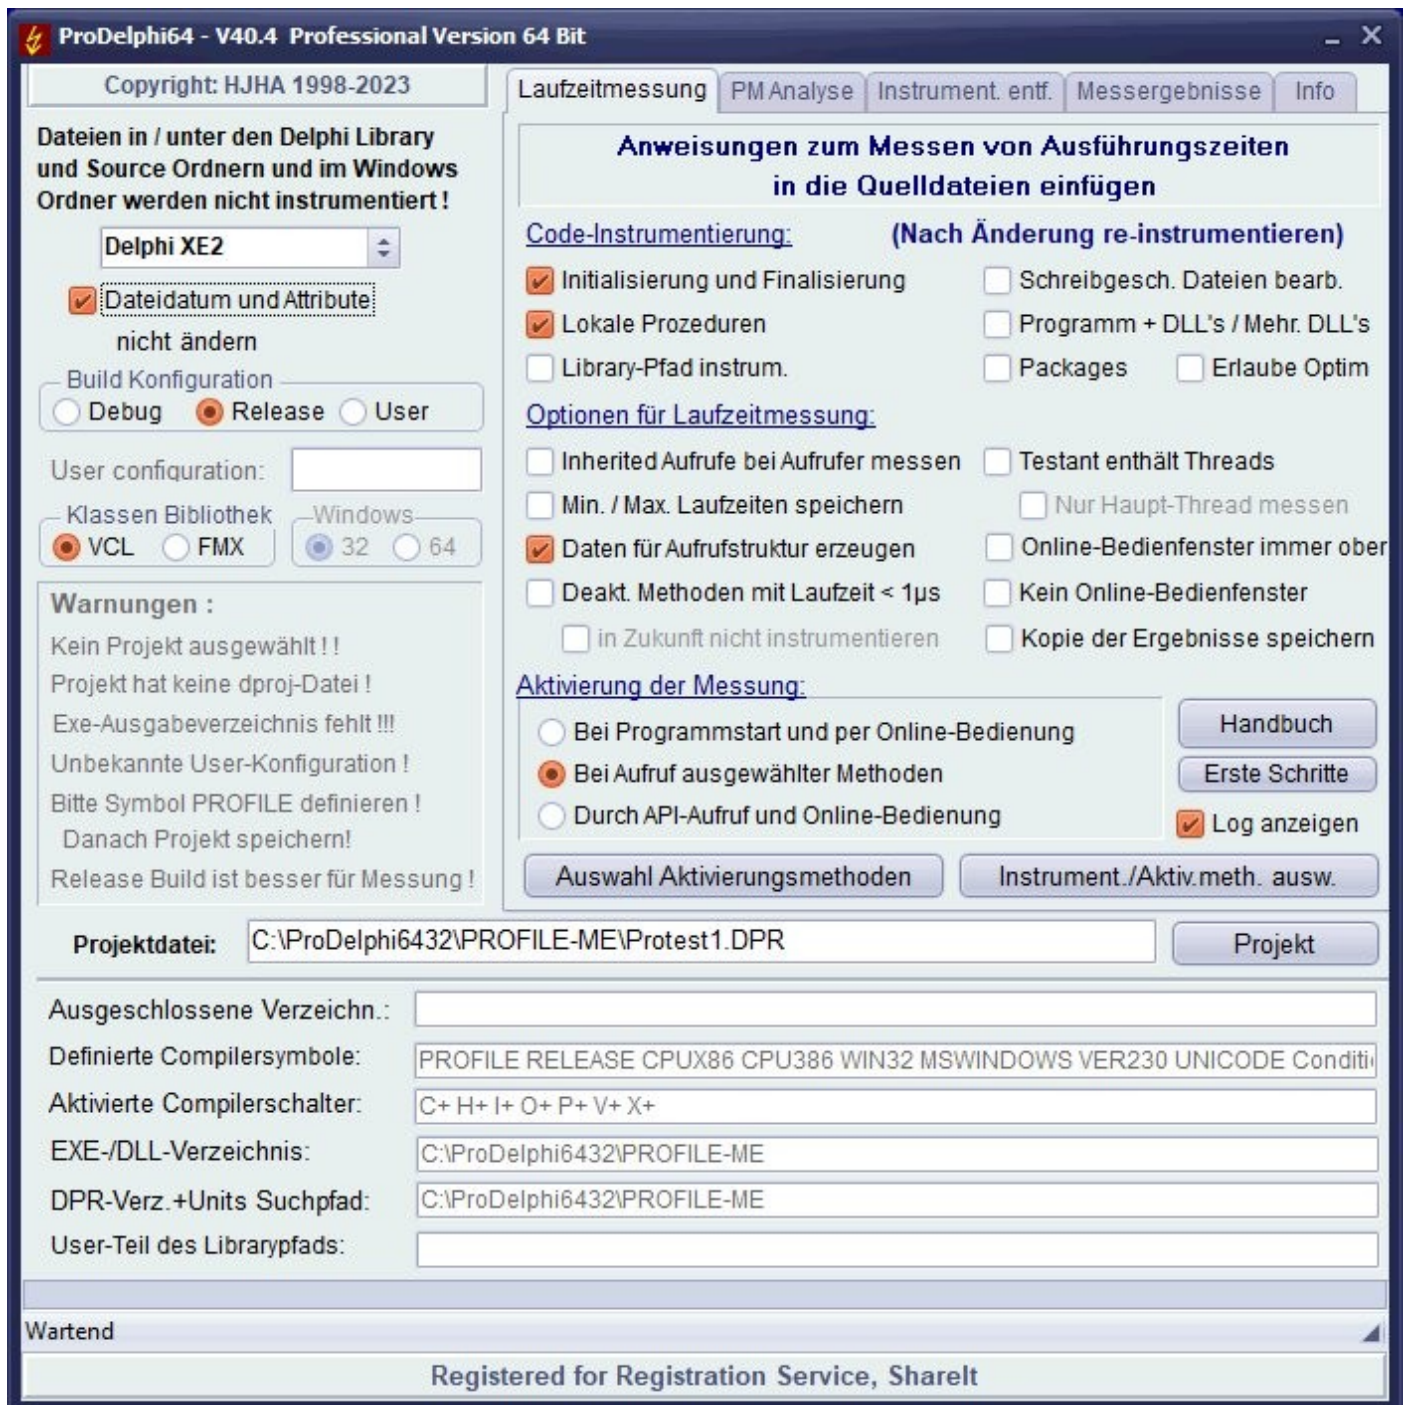 ProDelphi64 - V40.4 Professional Version 64 Bit
Copyright: HJHA 1998-2023
Dateien in / unter den Delphi Library
und Source Ordnern und im Windows
Ordner werden nicht instrumentiert !
Delphi XE2
Dateidatum und Attribute
nicht ändern
Build Konfiguration
Debug Release User
User configuration:
Klassen Bibliothek
VCL FMX
Windows
32 64
Warnungen :
Kein Projekt ausgewählt ! !
Projekt hat keine dproj-Datei !
Exe-Ausgabeverzeichnis fehlt !!!
Unbekannte User-Konfiguration !
Bitte Symbol PROFILE definieren !
Danach Projekt speichern!
Release Build ist besser für Messung !
Laufzeitmessung PM Analyse Instrument. entf. Messergebnisse Info
Anweisungen zum Messen von Ausführungszeiten
in die Quelldateien einfügen
Code-Instrumentierung: (Nach Änderung re-instrumentieren)
Initialisierung und Finalisierung Schreibgesch. Dateien bearb.
Lokale Prozeduren Programm + DLL's / Mehr. DLL's
Library-Pfad instrum. Packages Erlaube Optim
Optionen für Laufzeitmessung:
Inherited Aufrufe bei Aufrufer messen Testant enthält Threads
Min. / Max. Laufzeiten speichern Nur Haupt-Thread messen
Daten für Aufrufstruktur erzeugen Online-Bedienfenster immer ober
Deakt. Methoden mit Laufzeit < 1µs Kein Online-Bedienfenster
in Zukunft nicht instrumentieren Kopie der Ergebnisse speichern
Aktivierung der Messung:
Bei Programmstart und per Online-Bedienung
Bei Aufruf ausgewählter Methoden
Durch API-Aufruf und Online-Bedienung
Handbuch
Erste Schritte
Log anzeigen
Auswahl Aktivierungsmethoden Instrument./Aktiv.meth. ausw.
Projektdatei: C:\ProDelphi6432\PROFILE-ME\Protest1.DPR Projekt
Ausgeschlossene Verzeichn.:
Definierte Compilersymbole: PROFILE RELEASE CPUX86 CPU386 WIN32 MSWINDOWS VER230 UNICODE Conditi
Aktivierte Compilerschalter: C+ H+ I+ O+ P+ V+ X+
EXE-/DLL-Verzeichnis: C:\ProDelphi6432\PROFILE-ME
DPR-Verz.+Units Suchpfad: C:\ProDelphi6432\PROFILE-ME
User-Teil des Librarypfads:
Wartend
Registered for Registration Service, ShareIt